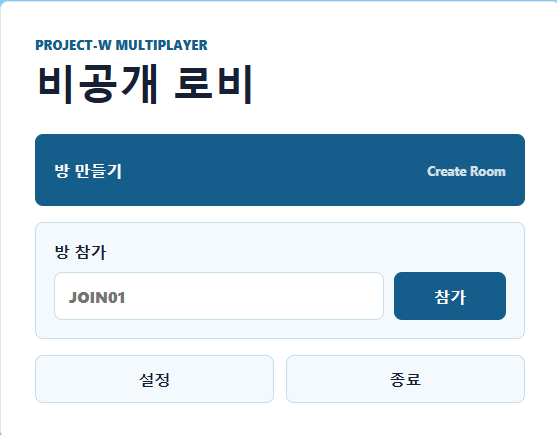 PROJECT-W MULTIPLAYER
비공개 로비
방 만들기 Create Room
방 참가
JOIN01 참가
설정 종료